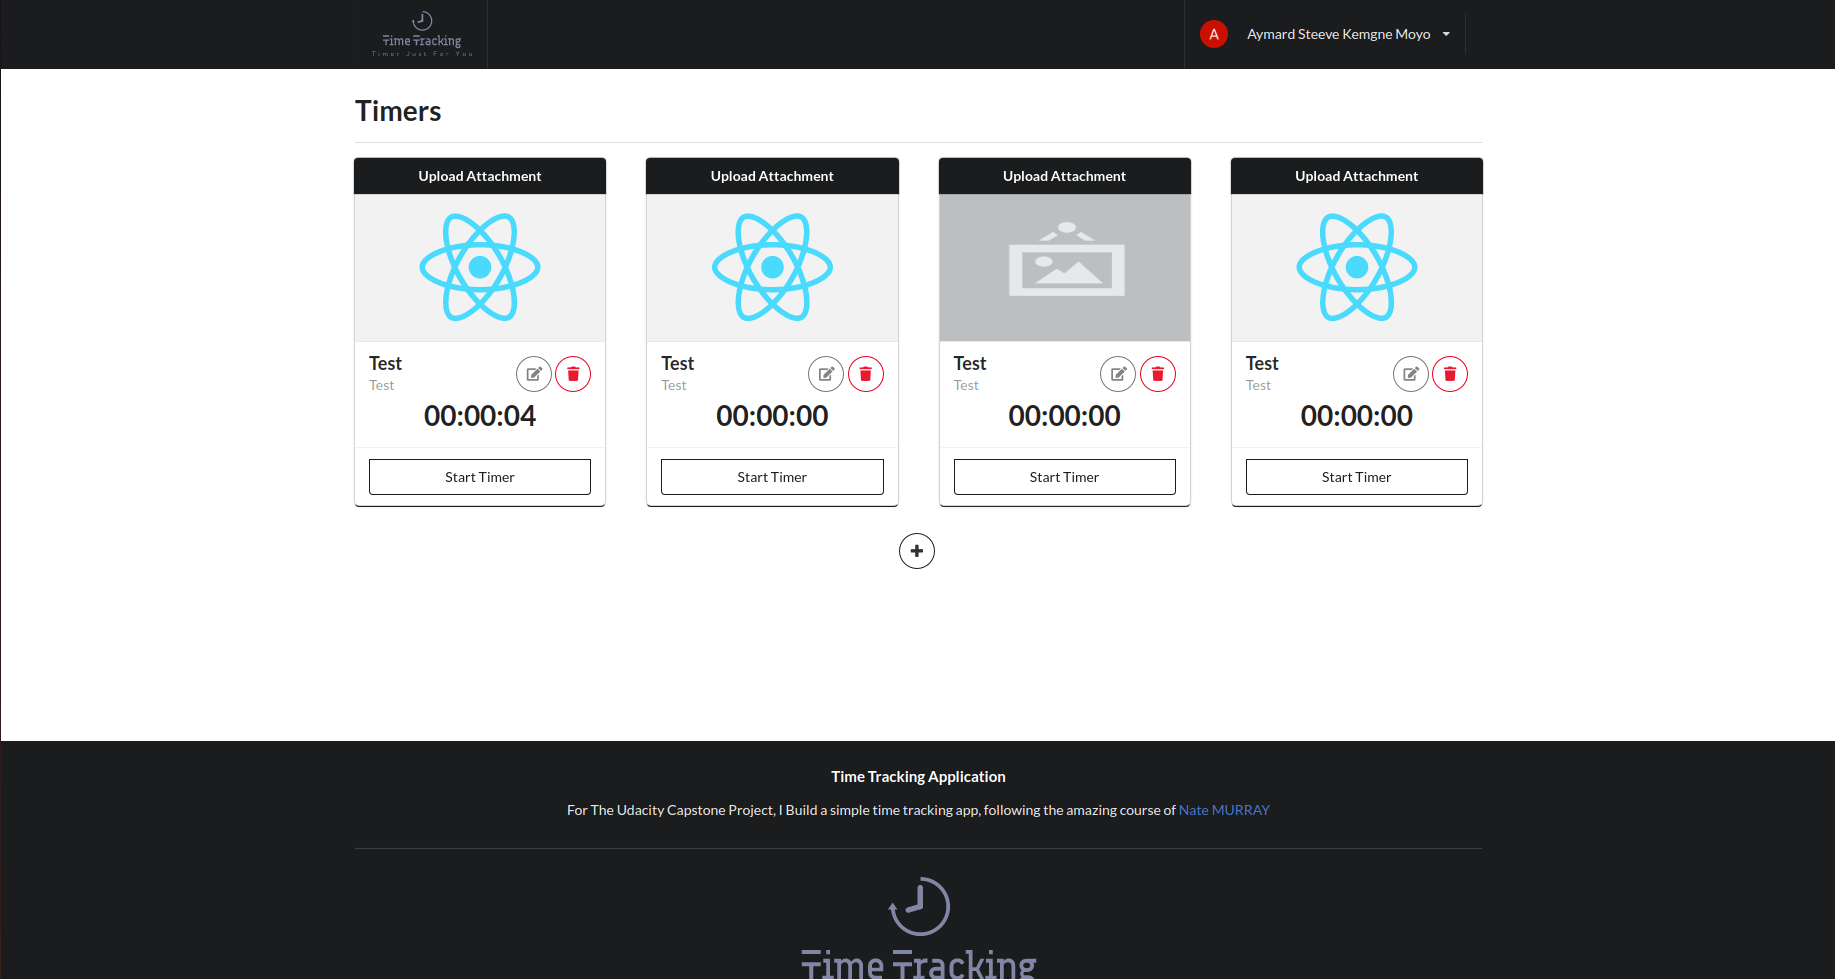 Time Tracking
Timer Just For You
A
Aymard Steeve Kemgne Moyo
Timers
Upload Attachment
Test
Test
00:00:04
Start Timer
Upload Attachment
Test
Test
00:00:00
Start Timer
Upload Attachment
Test
Test
00:00:00
Start Timer
Upload Attachment
Test
Test
00:00:00
Start Timer
Time Tracking Application
For The Udacity Capstone Project, I Build a simple time tracking app, following the amazing course of Nate MURRAY
Time Tracking